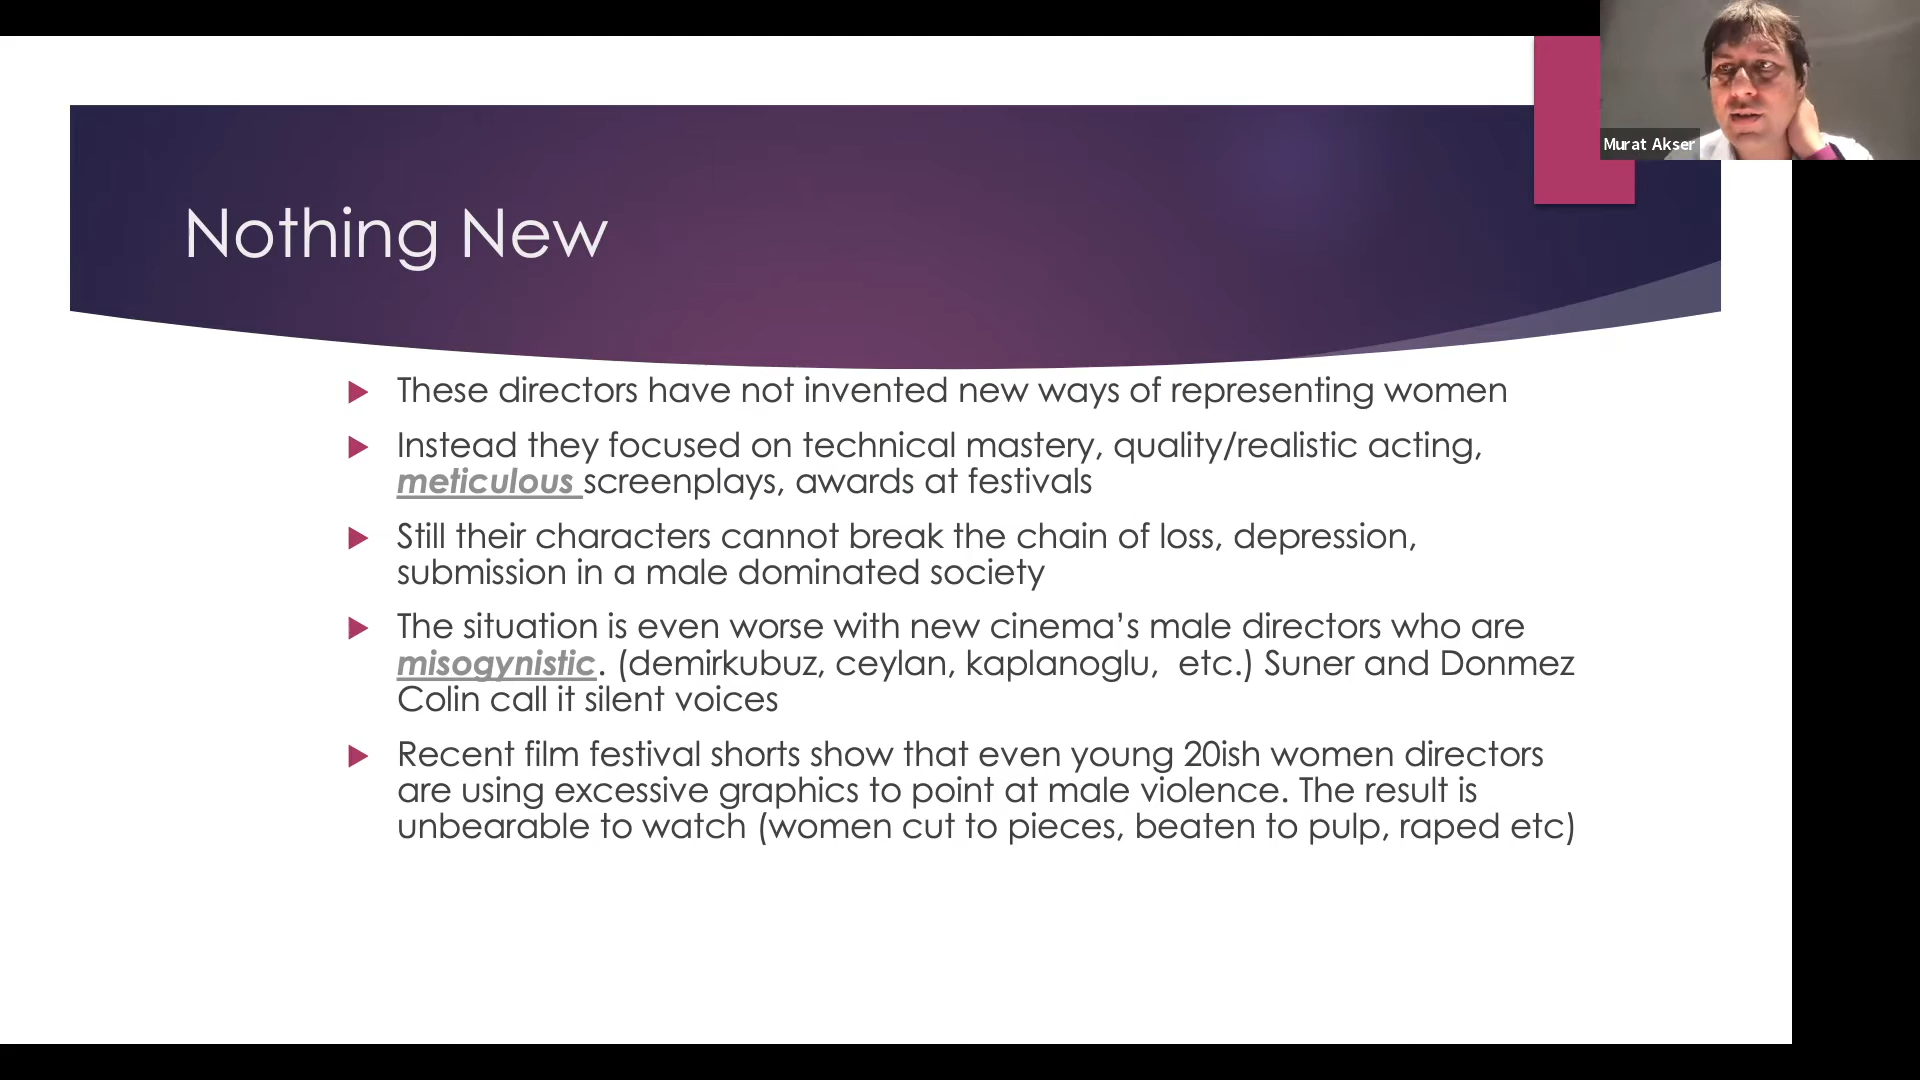 Murat Akser
Nothing New
These directors have not invented new ways of representing women
Instead they focused on technical mastery, quality/realistic acting,
meticulous screenplays, awards at festivals
Still their characters cannot break the chain of loss, depression,
submission in a male dominated society
The situation is even worse with new cinema’s male directors who are
misogynistic. (demirkubuz, ceylan, kaplanoglu,  etc.) Suner and Donmez
Colin call it silent voices
Recent film festival shorts show that even young 20ish women directors
are using excessive graphics to point at male violence. The result is
unbearable to watch (women cut to pieces, beaten to pulp, raped etc)